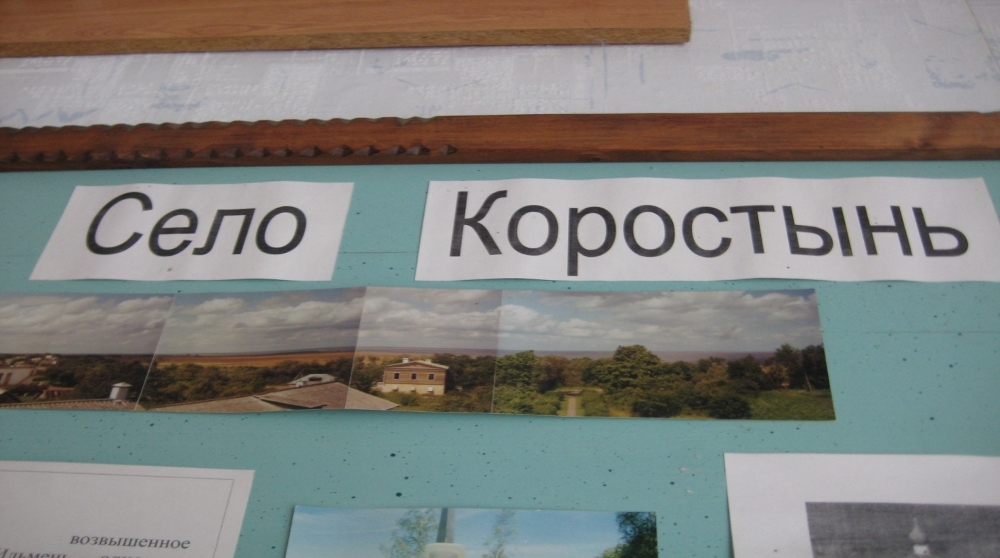 Село Коростынь
возвышенное